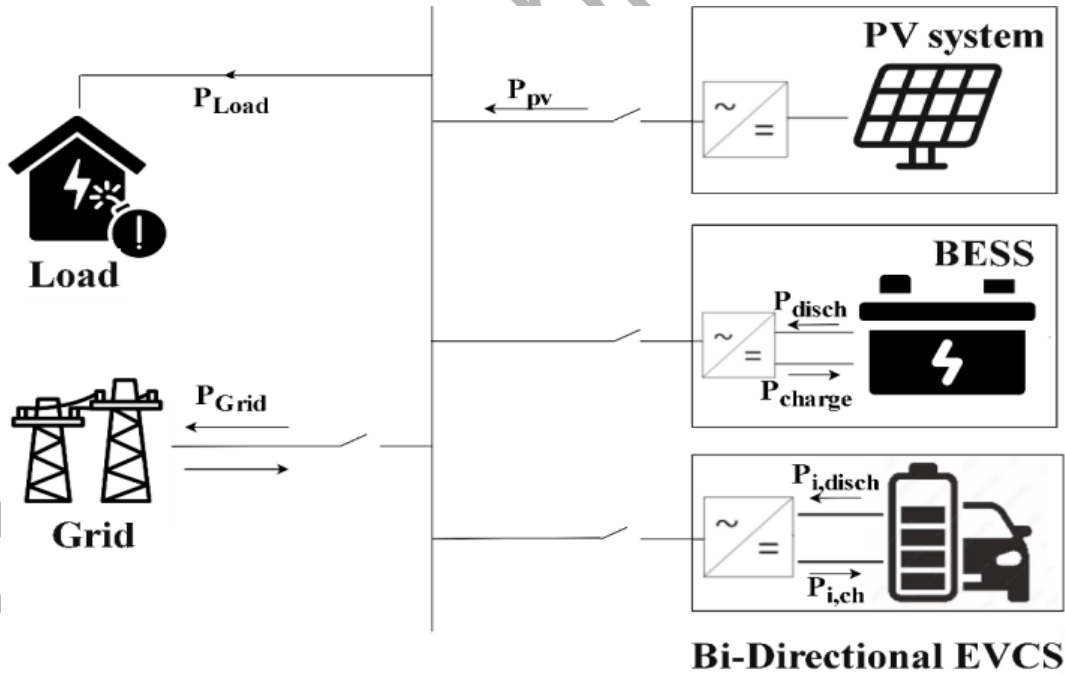 PV system
P_pv
P_Load
Load
BESS
P_disch
P_charge
P_Grid
Grid
P_i,disch
P_i,ch
Bi-Directional EVCS